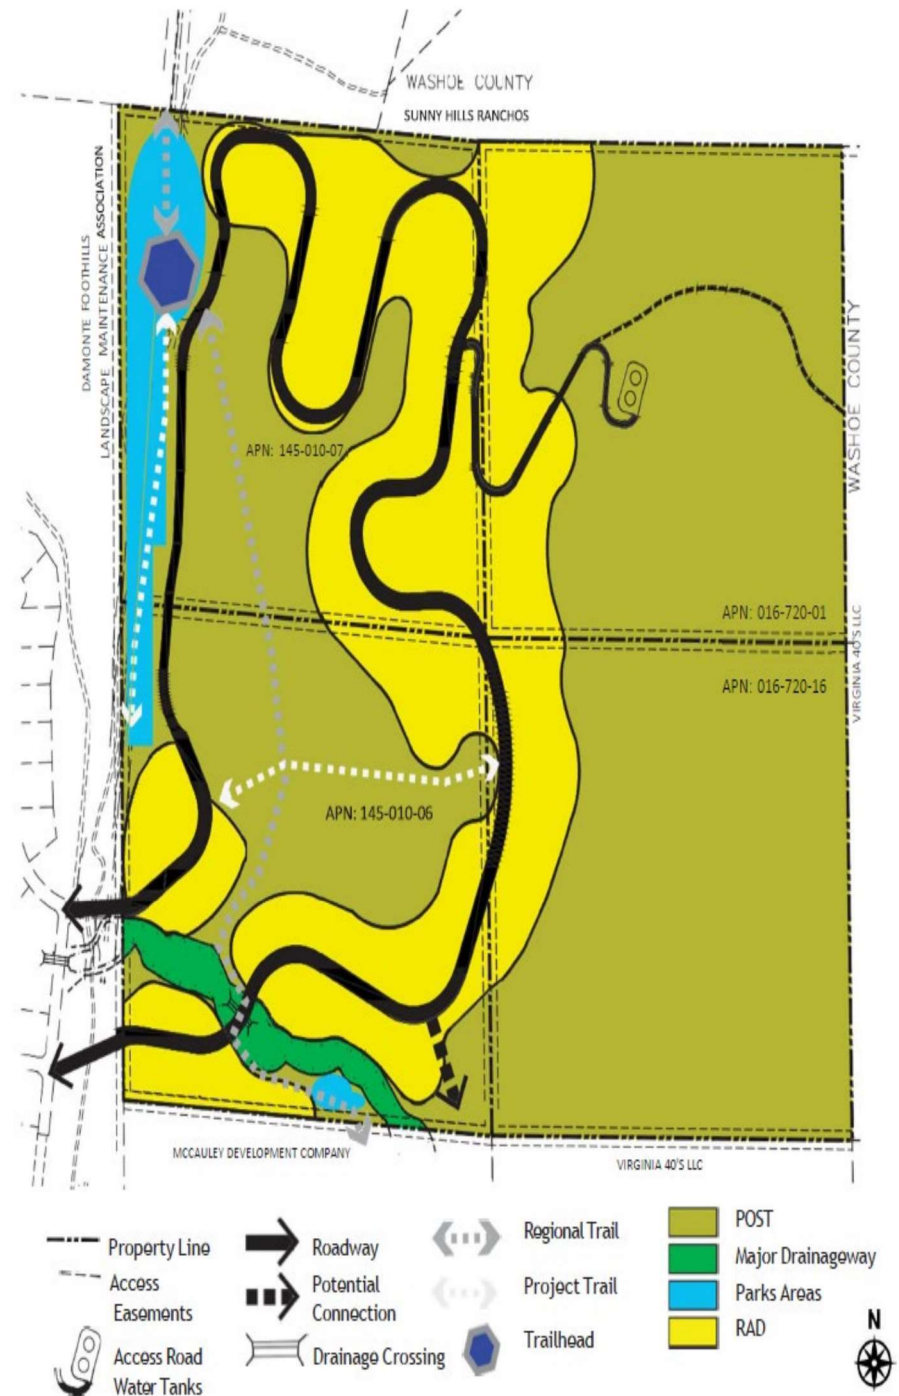 WASHOE COUNTY
SUNNY HILLS RANCHOS
DAMONTE FOOTHILLS
LANDSCAPE MAINTENANCE ASSOCIATION
APN: 145-010-07
WASHOE COUNTY
APN: 016-720-01
APN: 016-720-16
VIRGINIA 40'S LLC
APN: 145-010-06
MCCAULEY DEVELOPMENT COMPANY
VIRGINIA 40'S LLC
Property Line
Access
Easements
Access Road
Water Tanks
Roadway
Potential
Connection
Drainage Crossing
Regional Trail
Project Trail
Trailhead
POST
Major Drainageway
Parks Areas
RAD
N